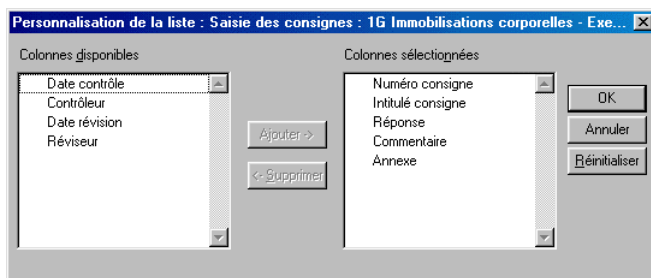 Personnalisation de la liste : Saisie des consignes : 1G Immobilisations corporelles - Exe...
Colonnes disponibles
Date contrôle
Contrôleur
Date révision
Réviseur
Ajouter ->
<- Supprimer
Colonnes sélectionnées
Numéro consigne
Intitulé consigne
Réponse
Commentaire
Annexe
OK
Annuler
Réinitialiser